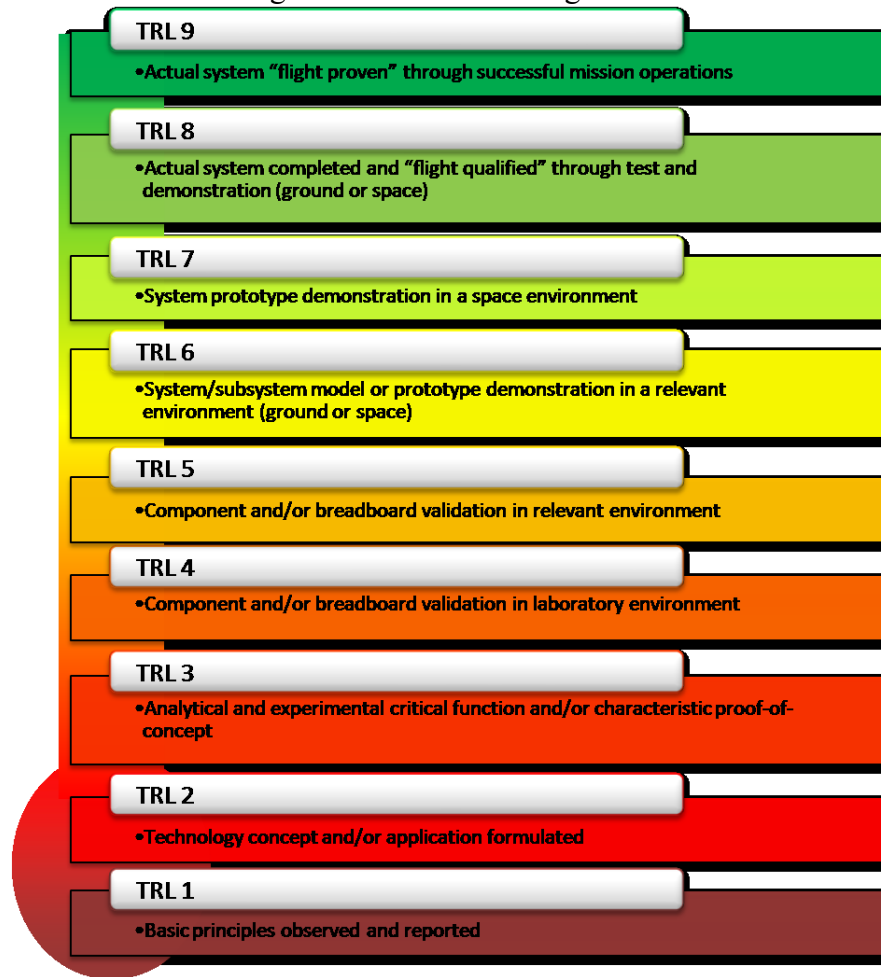 TRL 9
•Actual system “flight proven” through successful mission operations
TRL 8
•Actual system completed and “flight qualified” through test and
demonstration (ground or space)
TRL 7
•System prototype demonstration in a space environment
TRL 6
•System/subsystem model or prototype demonstration in a relevant
environment (ground or space)
TRL 5
•Component and/or breadboard validation in relevant environment
TRL 4
•Component and/or breadboard validation in laboratory environment
TRL 3
•Analytical and experimental critical function and/or characteristic proof-of-
concept
TRL 2
•Technology concept and/or application formulated
TRL 1
•Basic principles observed and reported